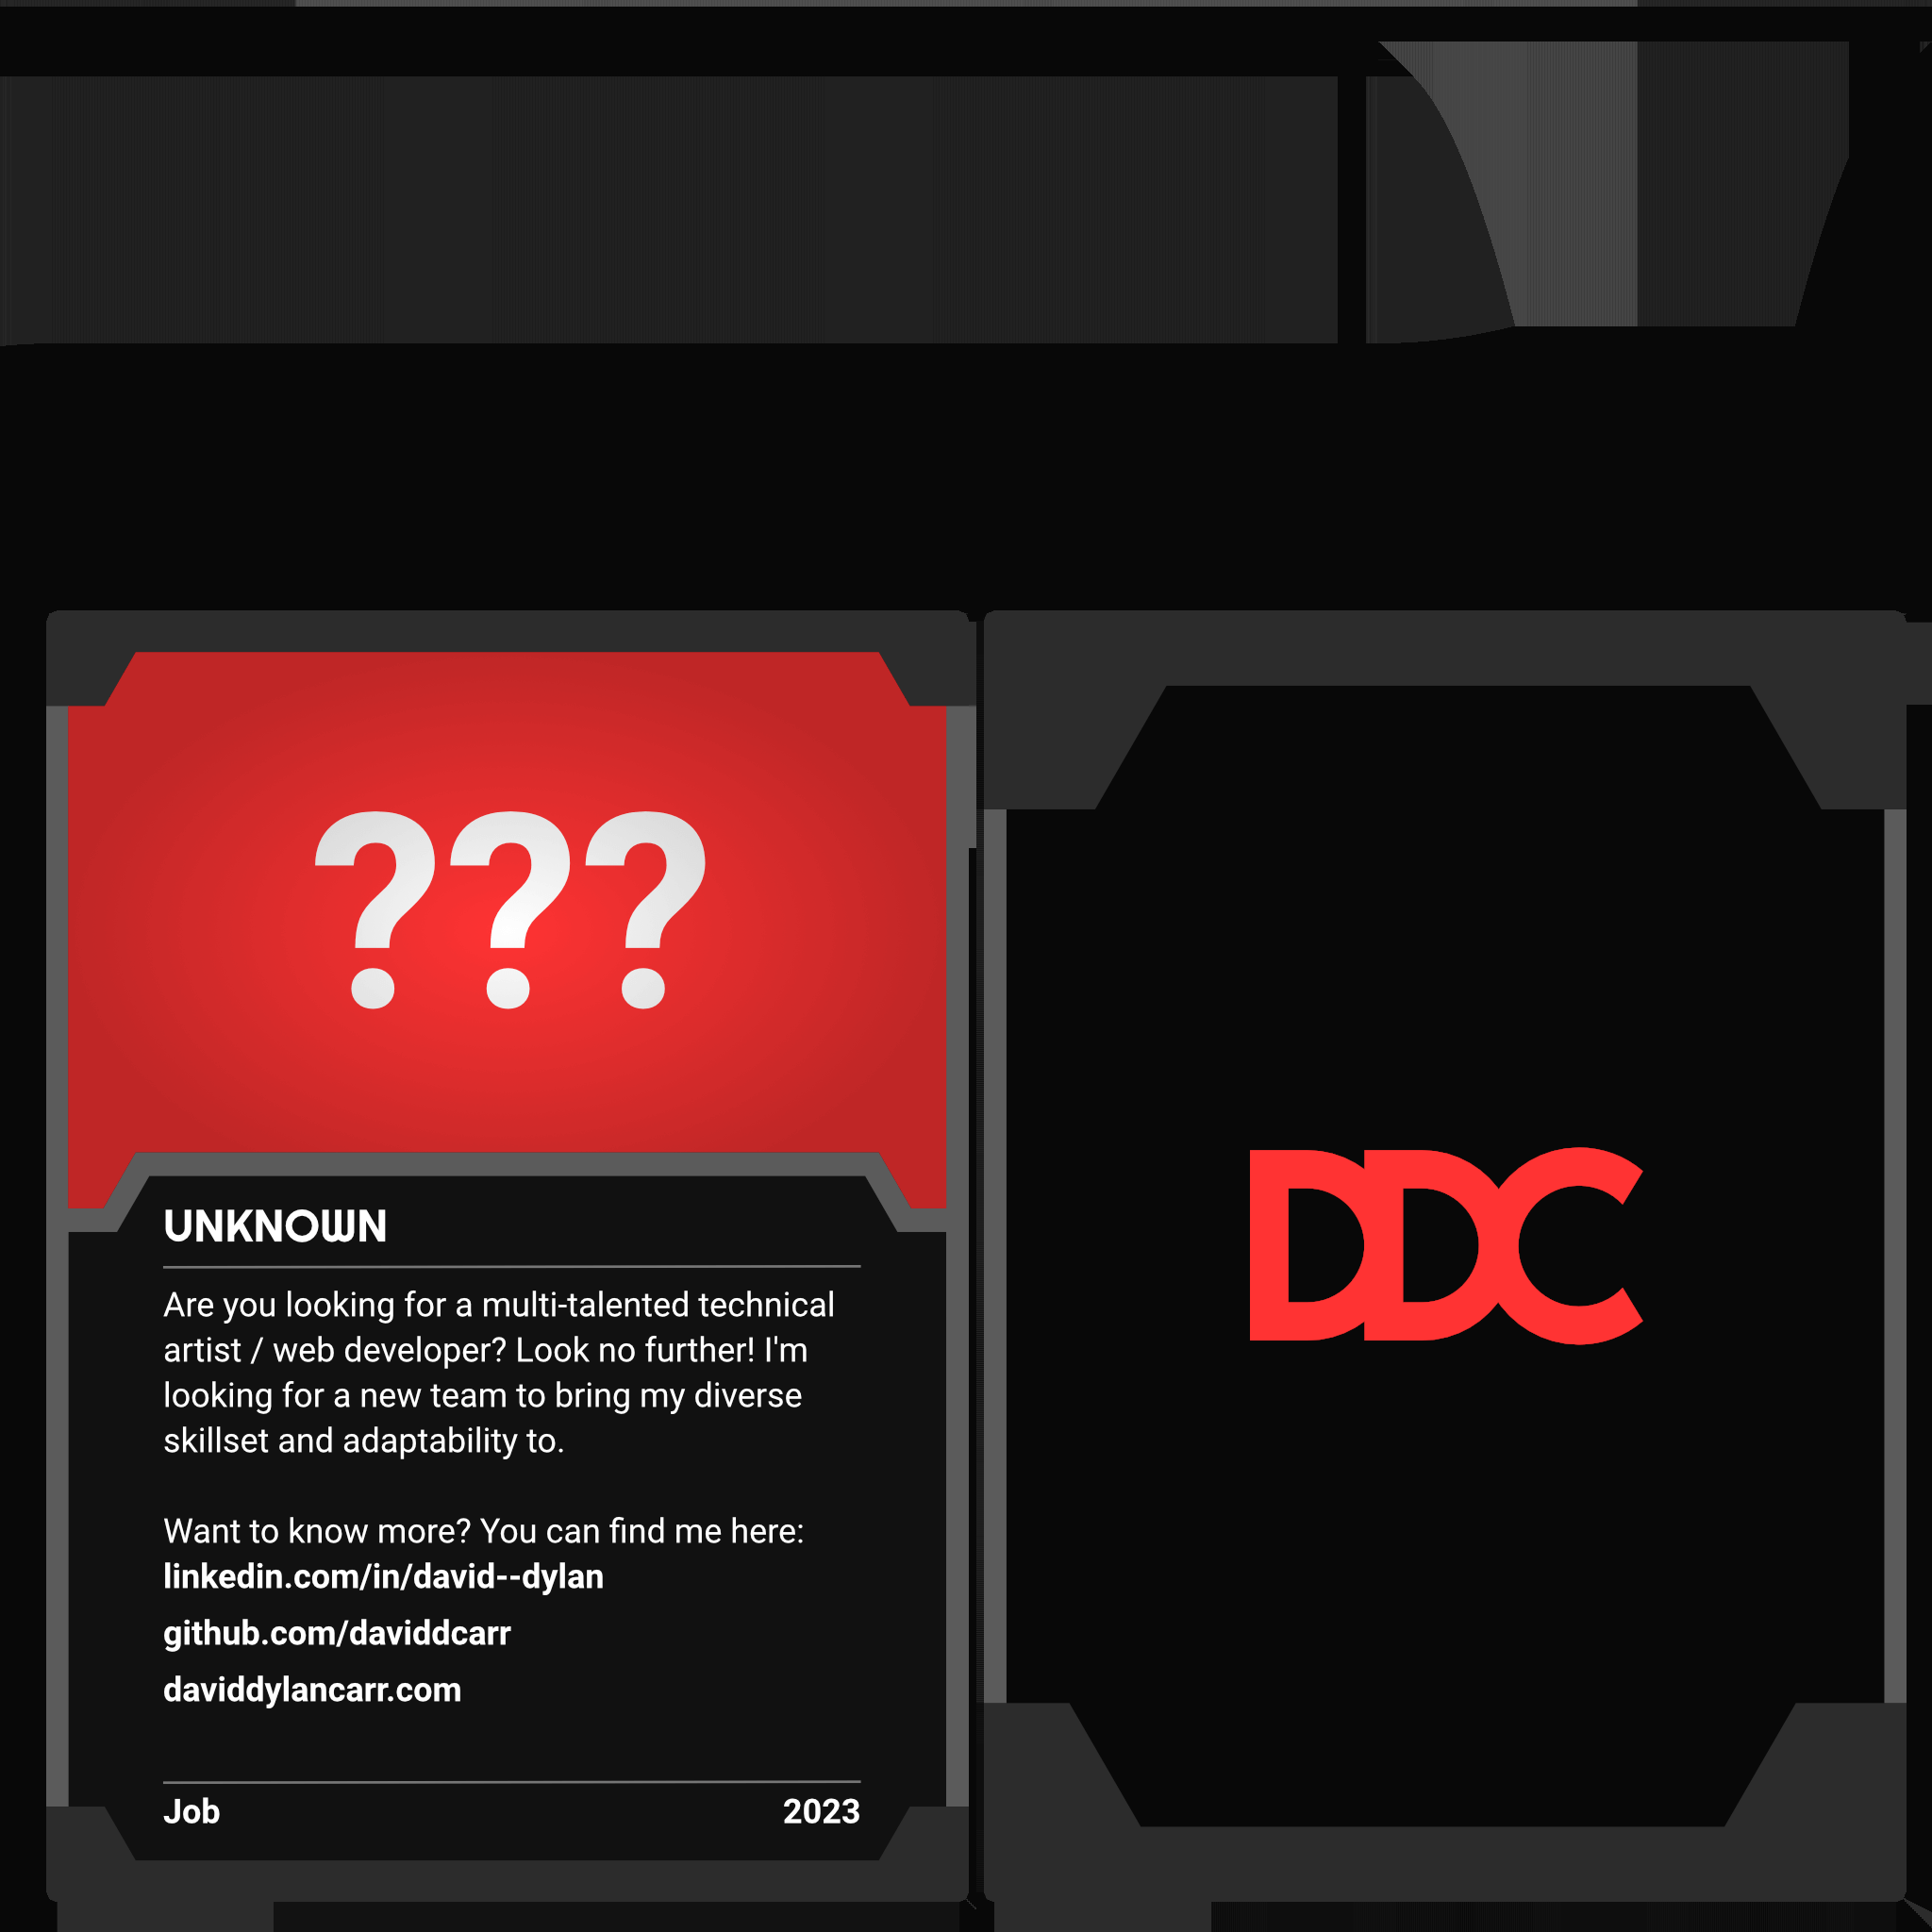 ???
UNKNOWN
Are you looking for a multi-talented technical
artist / web developer? Look no further! I'm
looking for a new team to bring my diverse
skillset and adaptability to.
Want to know more? You can find me here:
linkedin.com/in/david--dylan
github.com/daviddcarr
daviddylancarr.com
Job 2023
DDC